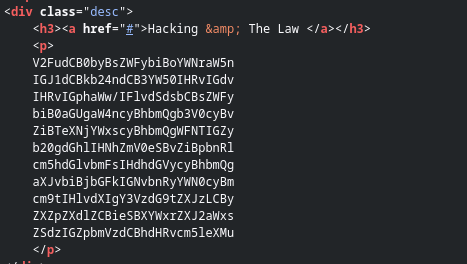 <div class="desc">
<h3><a href="#">Hacking &amp; The Law </a></h3>
<p>
V2FudCB0byBsZWFybiBoYWNraW5n
IGJ1dCBkb24ndCB3YW50IHRvIGdv
IHRvIGphaWw/IFlvdSdsbCBsZWFy
biB0aGUgaW4ncyBhbmQgb3V0cyBv
ZiBTeXNjYWxscyBhbmQgWFNTIGZy
b20gdGhlIHNhZmV0eSBvZiBpbnRl
cm5hdGlvbmFsIHdhdGVycyBhbmQg
aXJvbiBjbGFkIGNvbnRyYWN0cyBm
cm9tIHlvdXIgY3VzdG9tZXJzLCBy
ZXZpZXdlZCBieSBXYWxrZXJ2aWxs
ZSdzIGZpbmVzdCBhdHRvcm5leXMu
</p>